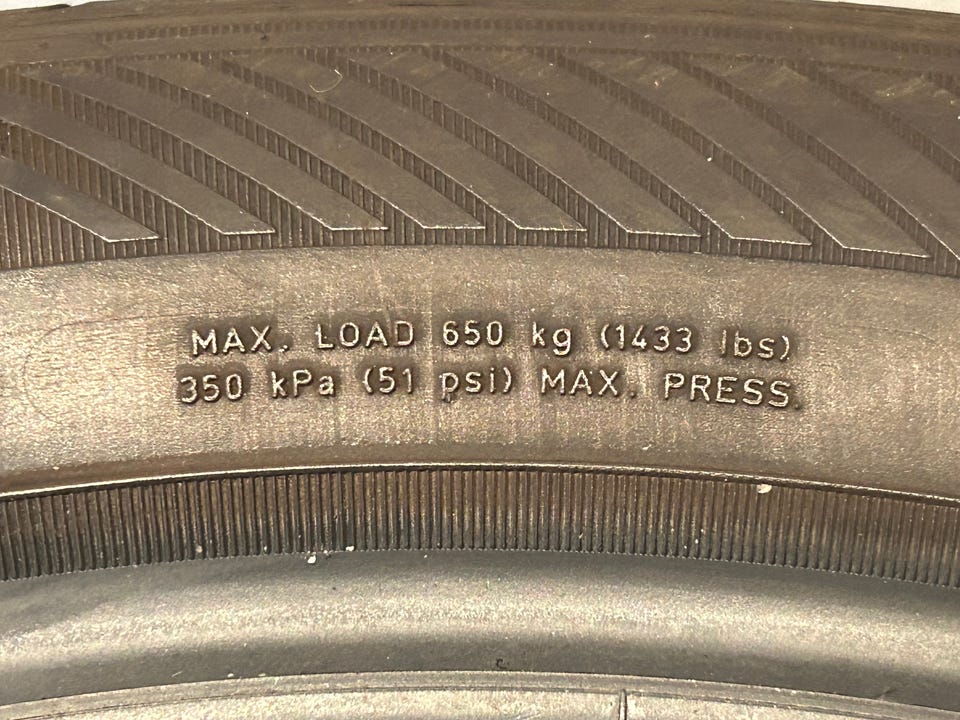 MAX. LOAD 650 kg (1433 lbs)
350 kPa (51 psi) MAX. PRESS.